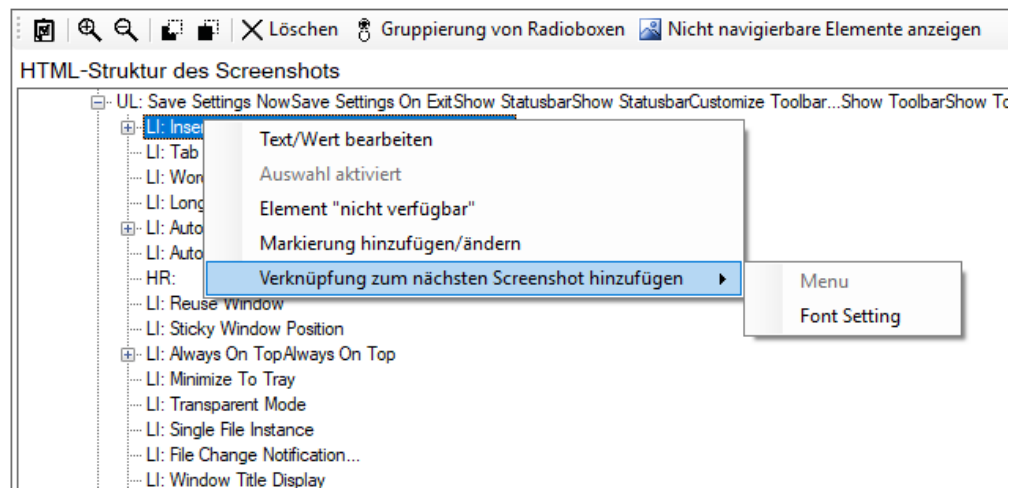 Löschen Gruppierung von Radioboxen Nicht navigierbare Elemente anzeigen
HTML-Struktur des Screenshots
UL: Save Settings NowSave Settings On ExitShow StatusbarShow StatusbarCustomize Toolbar...Show ToolbarShow To
LI: Inser
Text/Wert bearbeiten
LI: Tab
Auswahl aktiviert
LI: Word
LI: Long
Element "nicht verfügbar"
LI: Auto
Markierung hinzufügen/ändern
LI: Auto
HR:
Verknüpfung zum nächsten Screenshot hinzufügen
Menu
LI: Reuse Window
Font Setting
LI: Sticky Window Position
LI: Always On TopAlways On Top
LI: Minimize To Tray
LI: Transparent Mode
LI: Single File Instance
LI: File Change Notification...
LI: Window Title Display